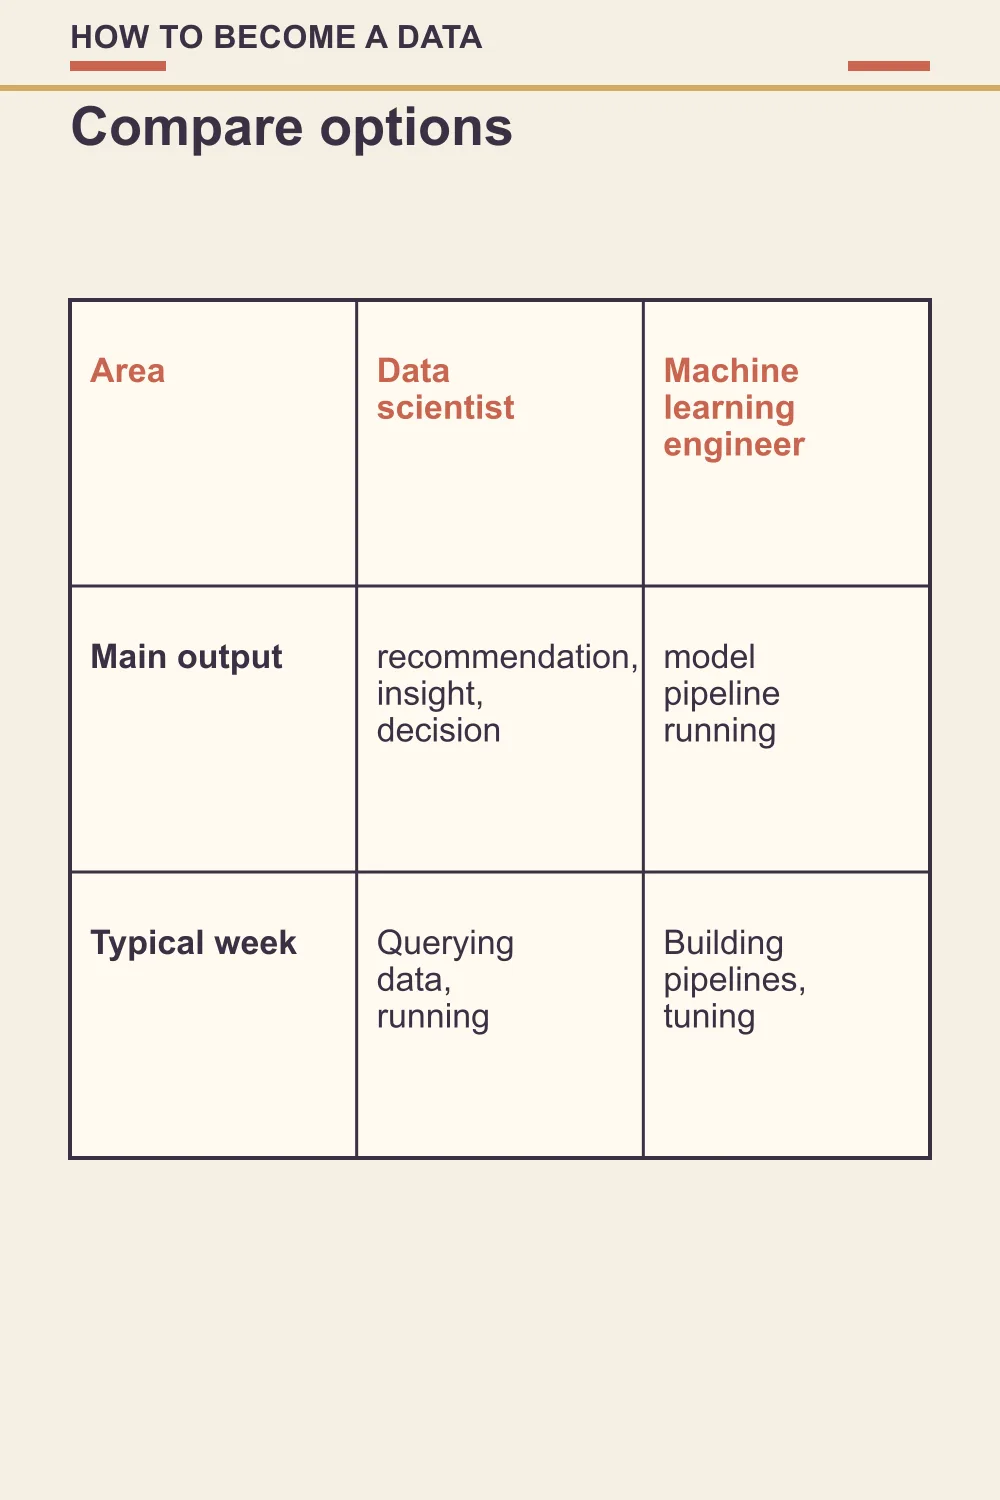 HOW TO BECOME A DATA
Compare options
Area
Data
scientist
Machine
learning
engineer
Main output
recommendation,
insight,
decision
model
pipeline
running
Typical week
Querying
data,
running
Building
pipelines,
tuning